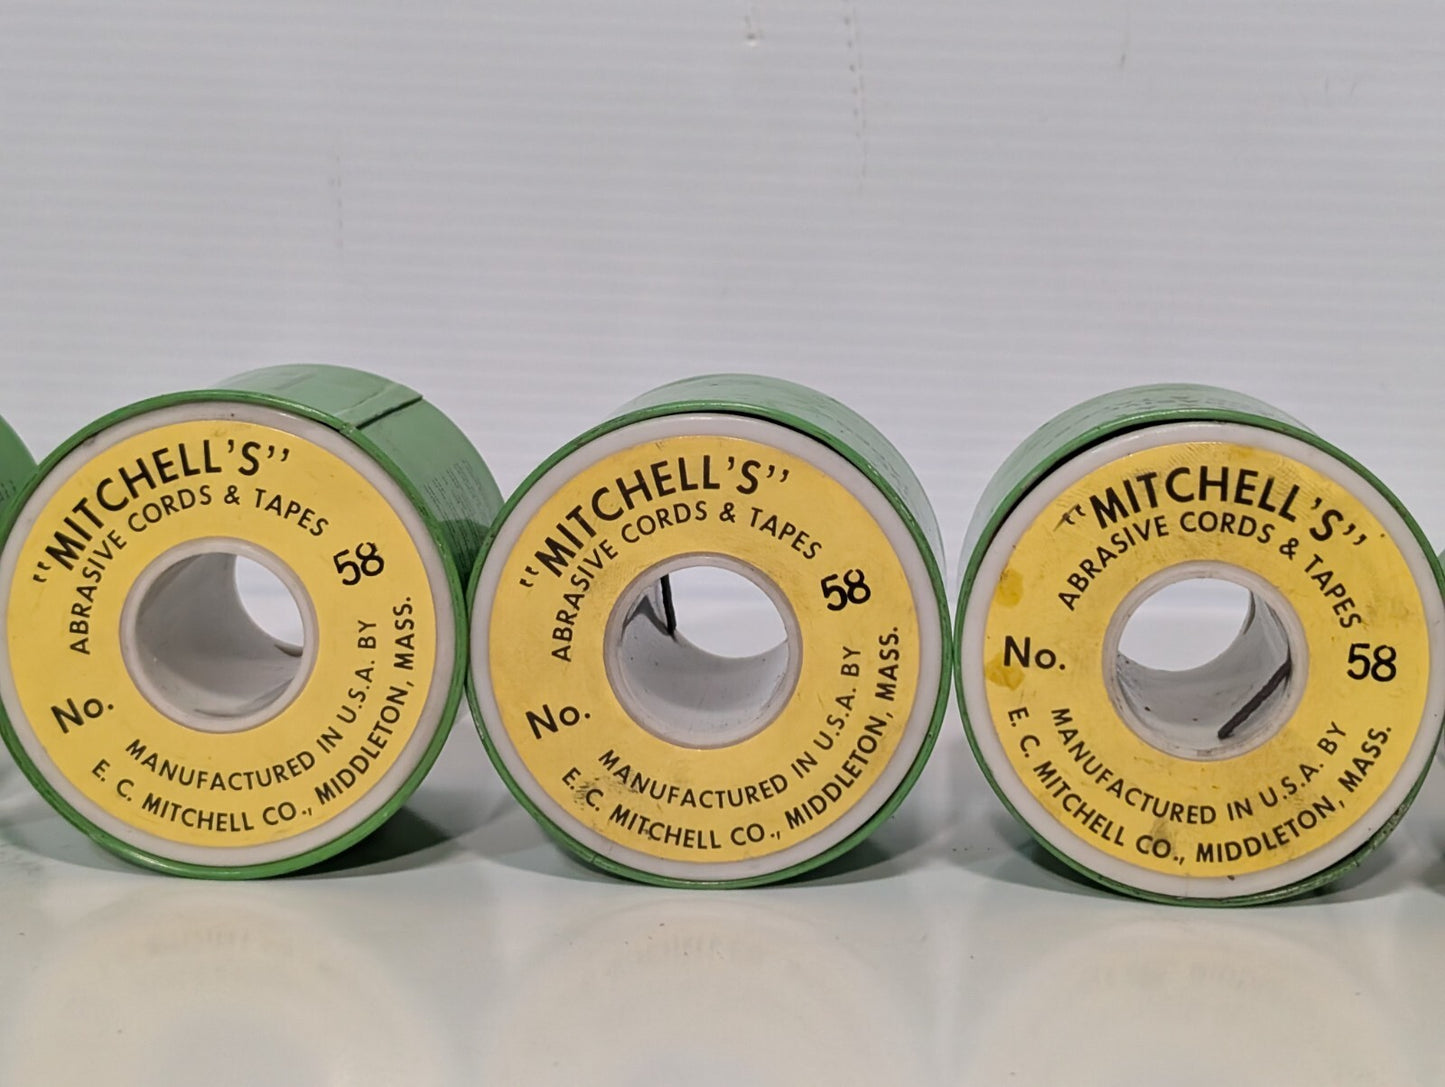 "MITCHELL'S"
ABRASIVE CORDS & TAPES
No. 58
MANUFACTURED IN U.S.A. BY
E. C. MITCHELL CO., MIDDLETON, MASS.
"MITCHELL'S"
ABRASIVE CORDS & TAPES
No. 58
MANUFACTURED IN U.S.A. BY
E. C. MITCHELL CO., MIDDLETON, MASS.
"MITCHELL'S"
ABRASIVE CORDS & TAPES
No. 58
MANUFACTURED IN U.S.A. BY
E. C. MITCHELL CO., MIDDLETON, MASS.